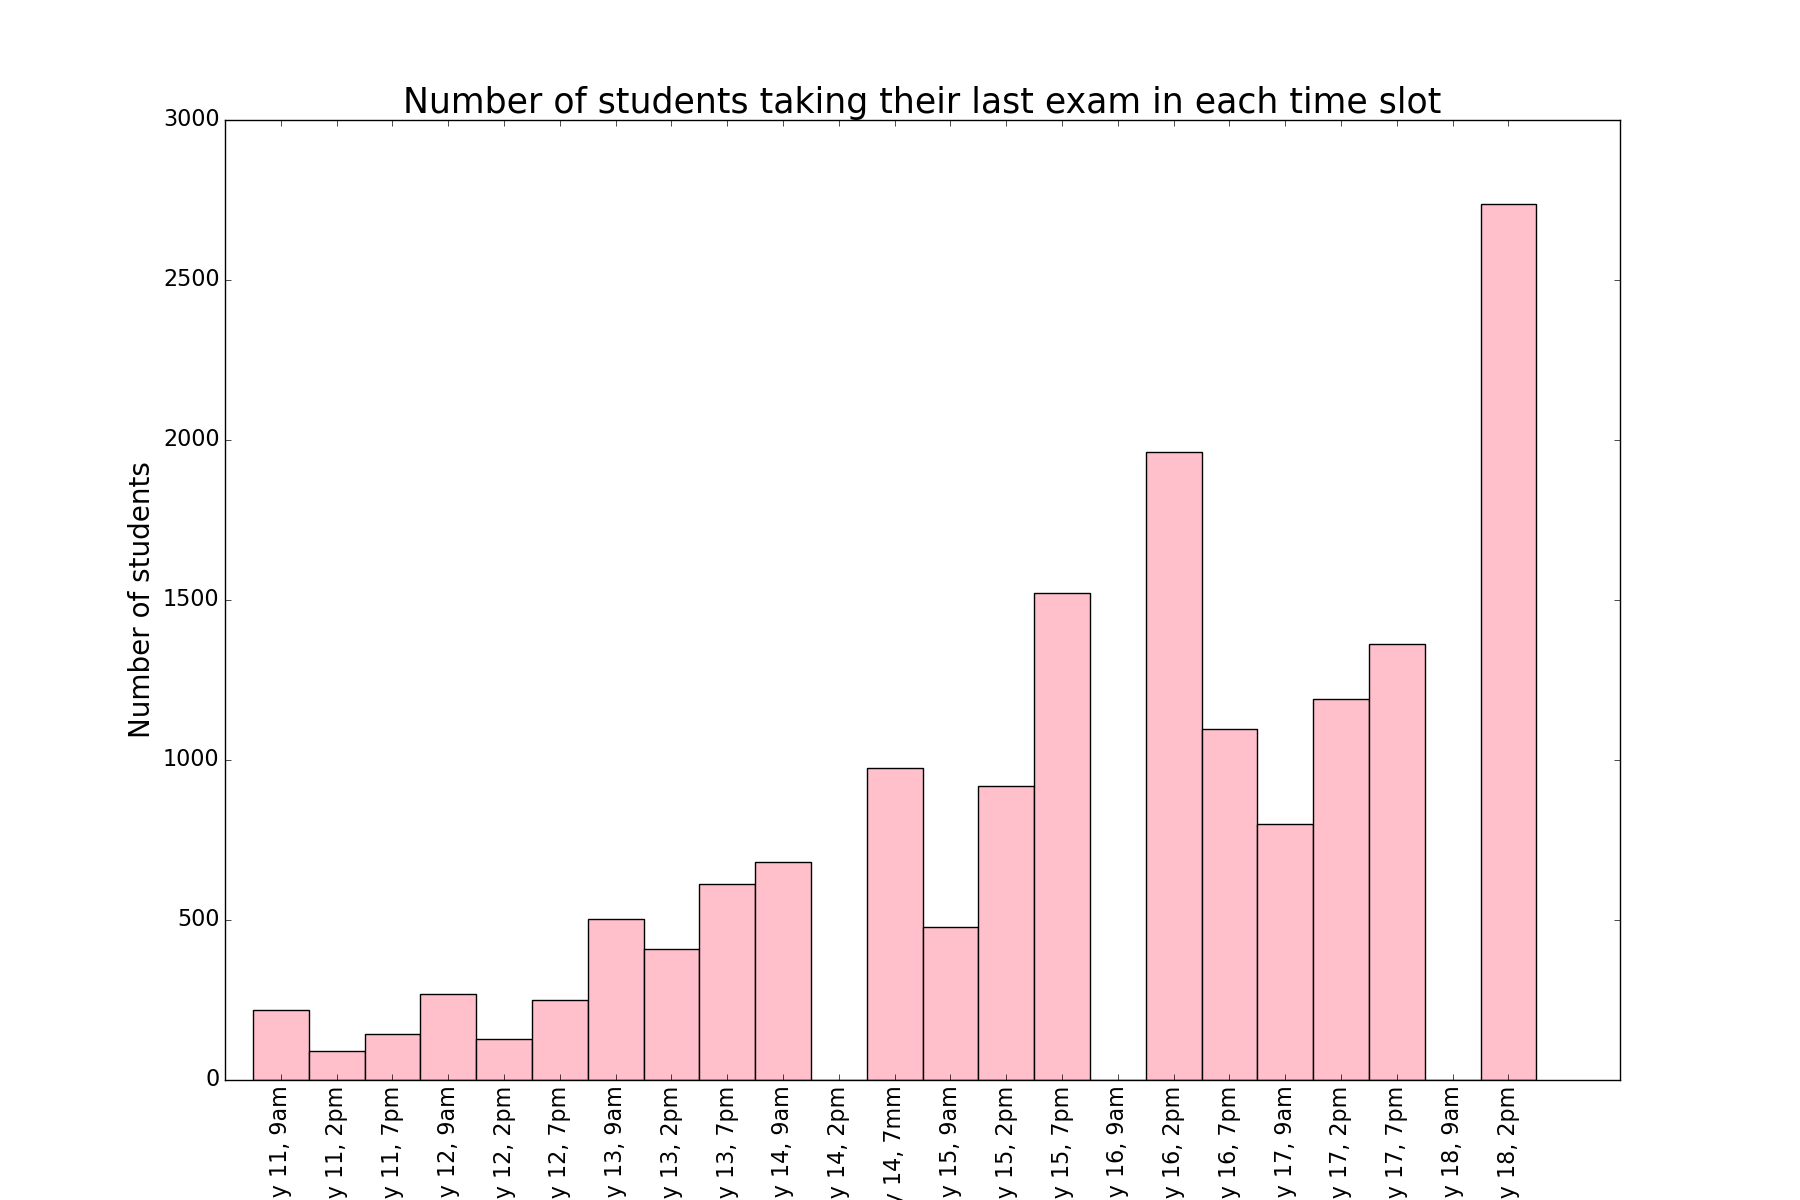 Number of students taking their last exam in each time slot
3000
2500
2000
1500
1000
500
0
Number of students
y 11, 9am
y 11, 2pm
y 11, 7pm
y 12, 9am
y 12, 2pm
y 12, 7pm
y 13, 9am
y 13, 2pm
y 13, 7pm
y 14, 9am
y 14, 2pm
y 14, 7mm
y 15, 9am
y 15, 2pm
y 15, 7pm
y 16, 9am
y 16, 2pm
y 16, 7pm
y 17, 9am
y 17, 2pm
y 17, 7pm
y 18, 9am
y 18, 2pm